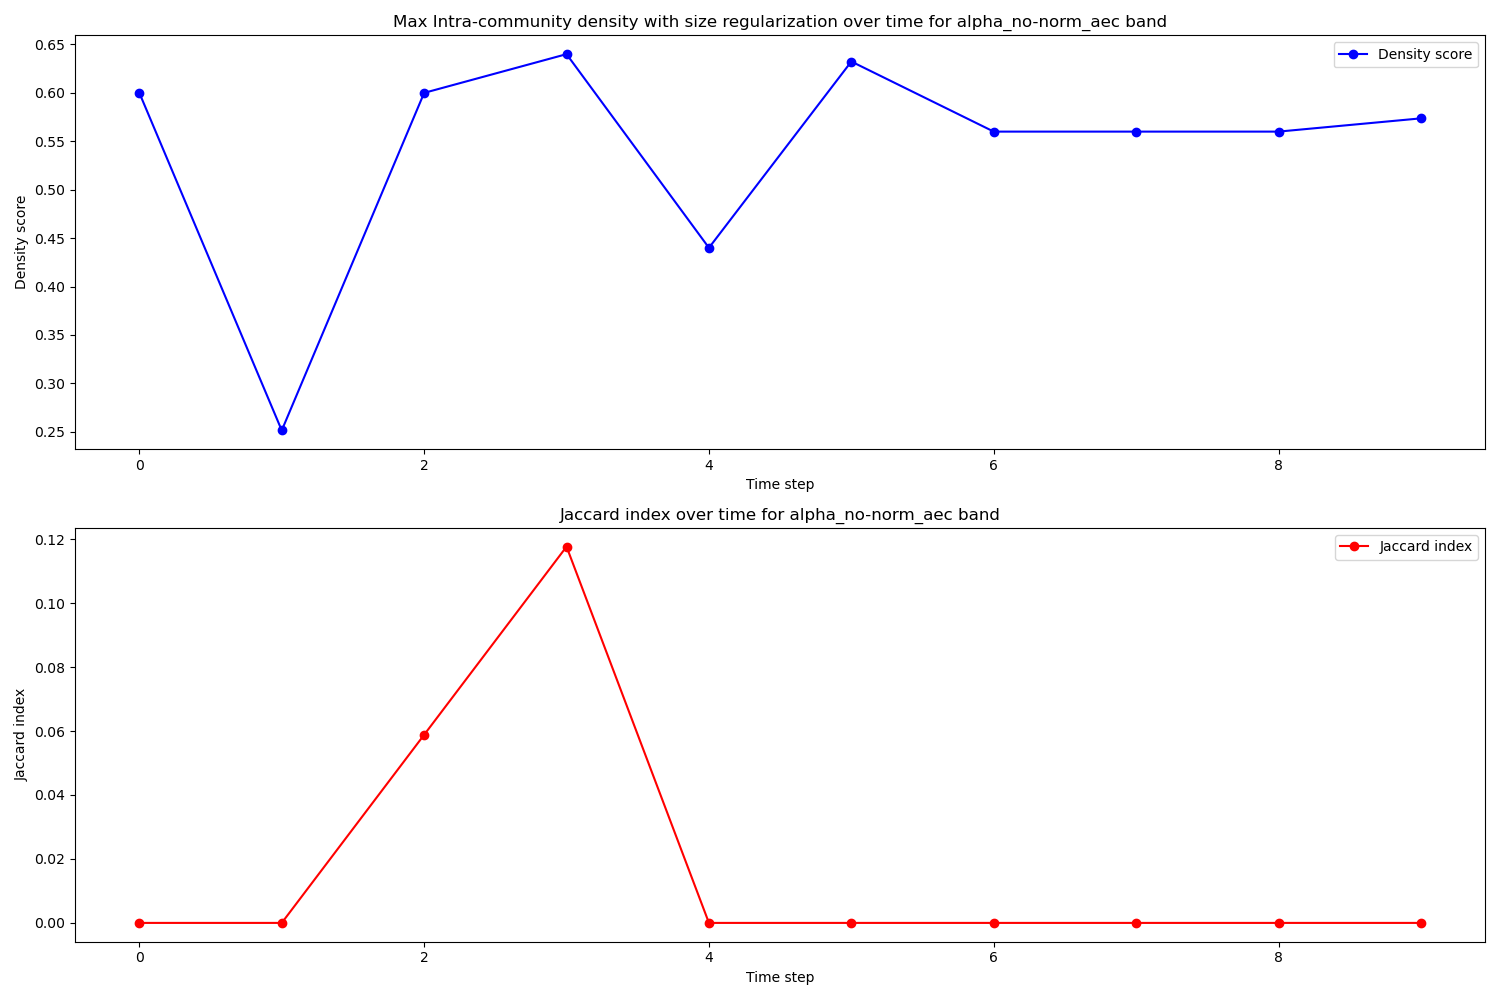 Max Intra-community density with size regularization over time for alpha_no-norm_aec band
Density score
0.65
0.60
0.55
0.50
0.45
0.40
0.35
0.30
0.25
Density score
0 2 4 6 8
Time step
Jaccard index over time for alpha_no-norm_aec band
Jaccard index
0.12
0.10
0.08
0.06
0.04
0.02
0.00
Jaccard index
0 2 4 6 8
Time step